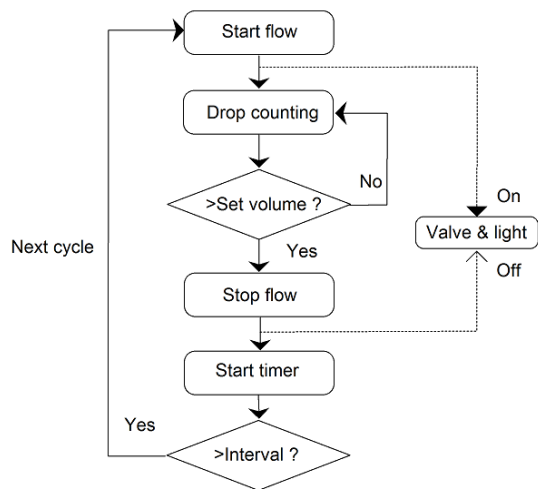 Start flow
Drop counting
No
>Set volume ?
On
Valve & light
Next cycle
Yes
Off
Stop flow
Start timer
Yes
>Interval ?